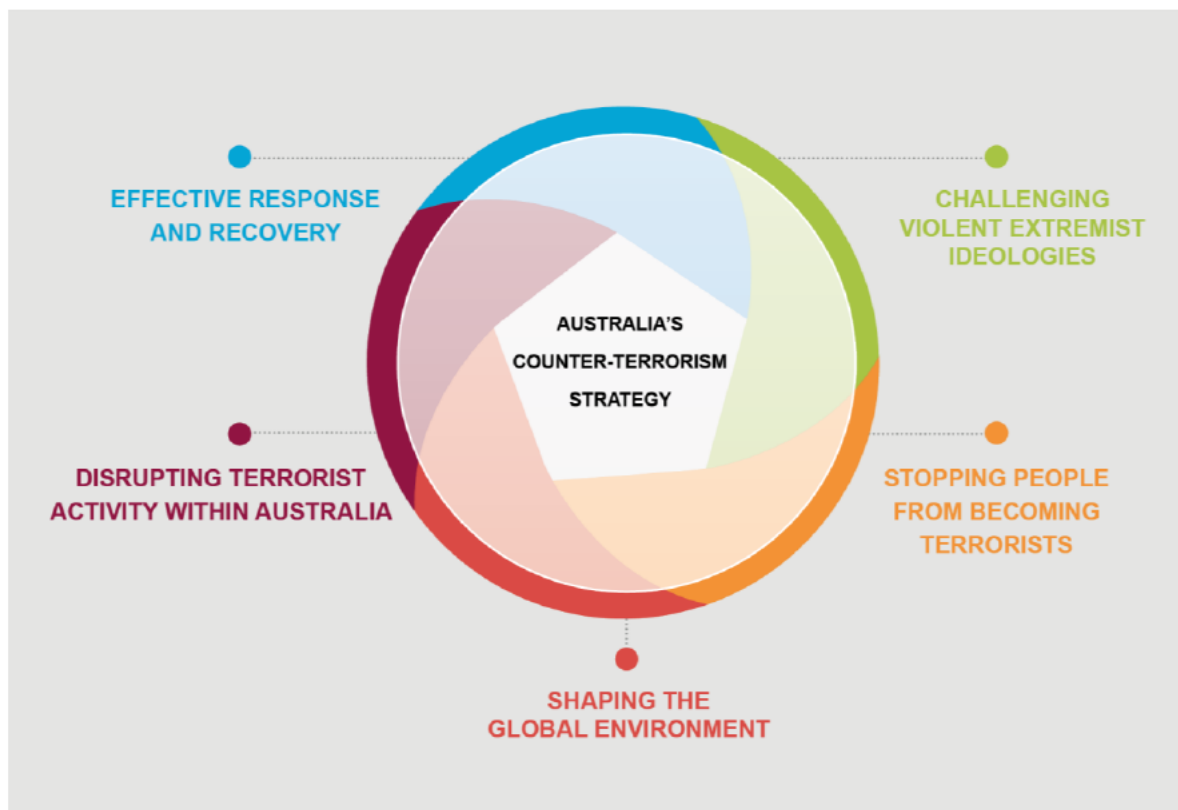 EFFECTIVE RESPONSE
AND RECOVERY
CHALLENGING
VIOLENT EXTREMIST
IDEOLOGIES
AUSTRALIA'S
COUNTER-TERRORISM
STRATEGY
DISRUPTING TERRORIST
ACTIVITY WITHIN AUSTRALIA
STOPPING PEOPLE
FROM BECOMING
TERRORISTS
SHAPING THE
GLOBAL ENVIRONMENT